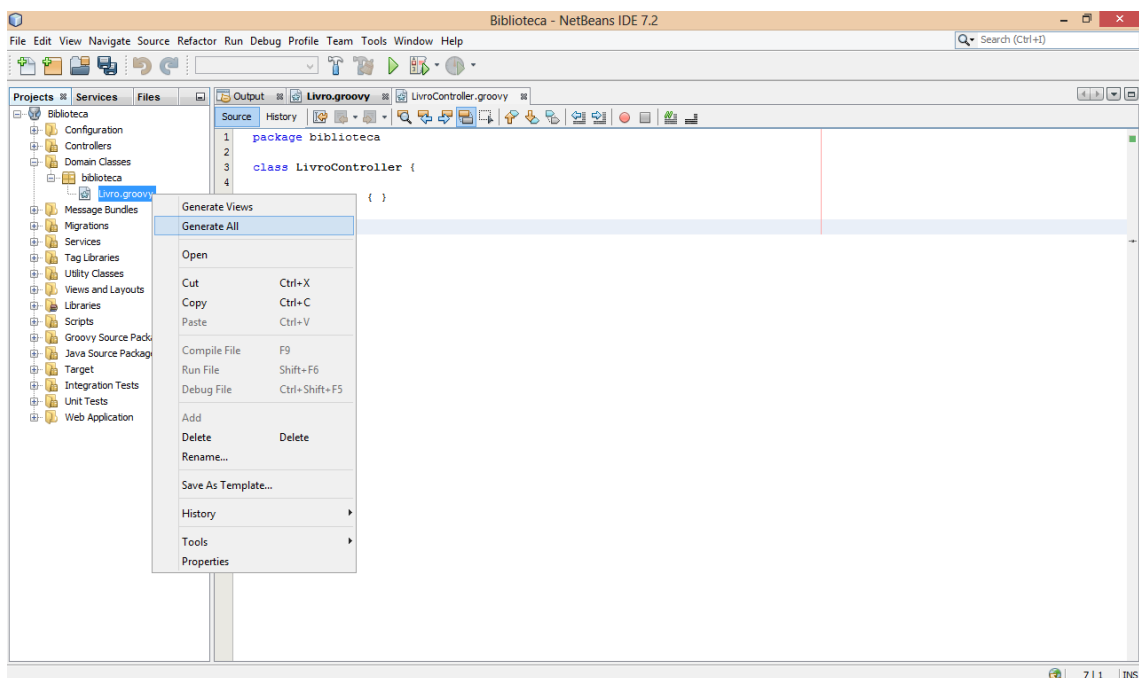 Biblioteca - NetBeans IDE 7.2
File Edit View Navigate Source Refactor Run Debug Profile Team Tools Window Help
Search (Ctrl+I)
Projects Services Files
Output Livro.groovy LivroController.groovy
Source History
Biblioteca
Configuration
Controllers
Domain Classes
biblioteca
Livro.groovy
Message Bundles
Migrations
Services
Tag Libraries
Utility Classes
Views and Layouts
Libraries
Scripts
Groovy Source Pack
Java Source Package
Target
Integration Tests
Unit Tests
Web Application
1 package biblioteca
2
3 class LivroController {
4
{ }
Generate Views
Generate All
Open
Cut Ctrl+X
Copy Ctrl+C
Paste Ctrl+V
Compile File F9
Run File Shift+F6
Debug File Ctrl+Shift+F5
Add
Delete Delete
Rename...
Save As Template...
History
Tools
Properties
7 | 1 INS